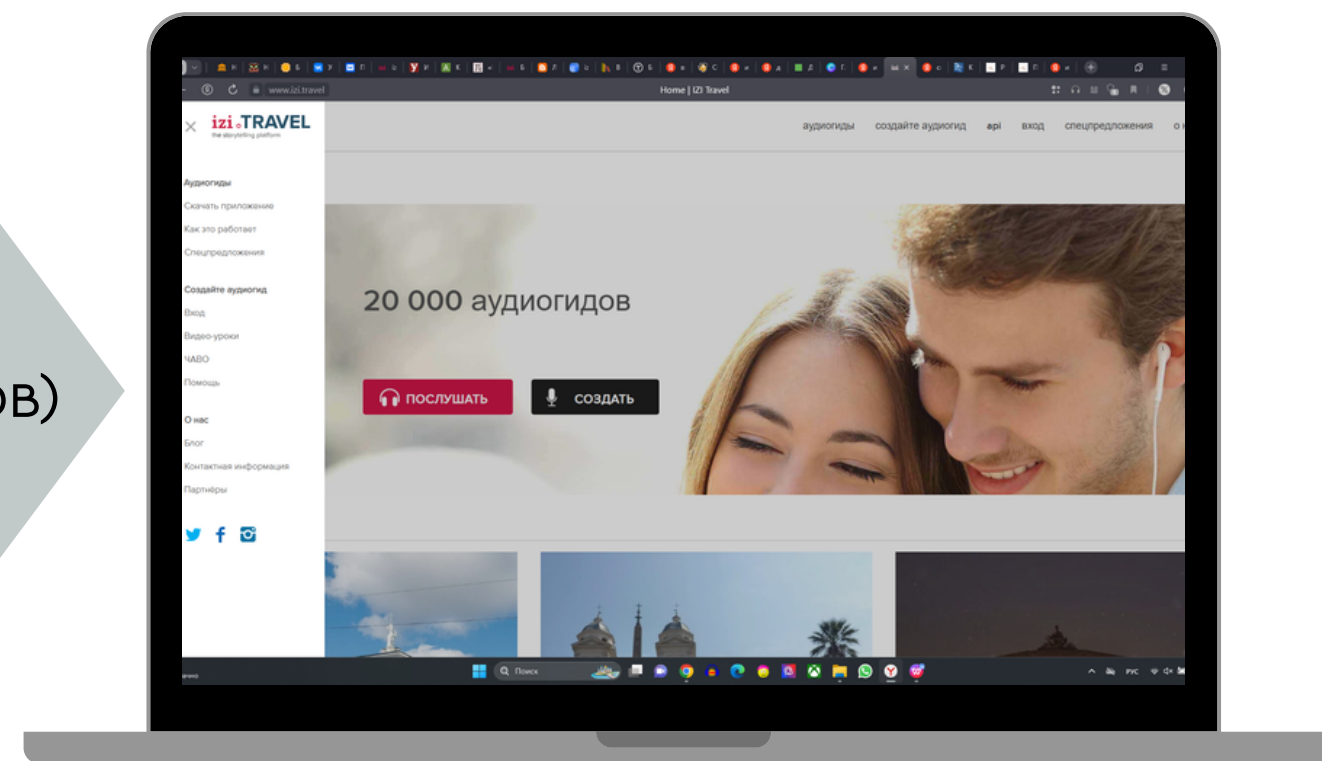 ов)
www.izi.travel
Home | IZI Travel
izi.TRAVEL
the storytelling platform
аудиогиды создайте аудиогид api вход спецпредложения
Аудиогиды
Скачать приложение
Как это работает
Спецпредложения
Создайте аудиогид
Вход
Видео-уроки
ЧАВО
Помощь
О нас
Блог
Контактная информация
Партнёры
20 000 аудиогидов
ПОСЛУШАТЬ
СОЗДАТЬ
Поиск
РУС